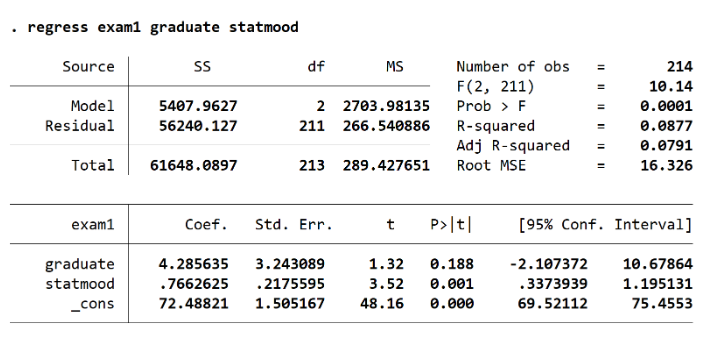 . regress exam1 graduate statmood
Source SS df MS Number of obs = 214
F(2, 211) = 10.14
Model 5407.9627 2 2703.98135 Prob > F = 0.0001
Residual 56240.127 211 266.540886 R-squared = 0.0877
Adj R-squared = 0.0791
Total 61648.0897 213 289.427651 Root MSE = 16.326
exam1 Coef. Std. Err. t P>|t| [95% Conf. Interval]
graduate 4.285635 3.243089 1.32 0.188 -2.107372 10.67864
statmood .7662625 .2175595 3.52 0.001 .3373939 1.195131
_cons 72.48821 1.505167 48.16 0.000 69.52112 75.4553